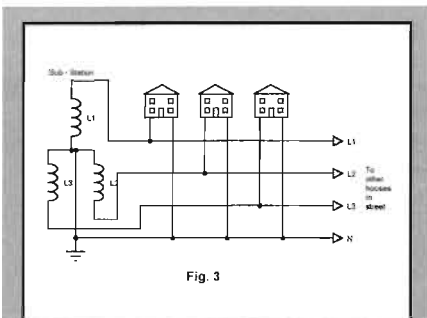 Sub - Station
L1
L3
L2
L1
L2
L3
N
To
other
houses
in
street
Fig. 3